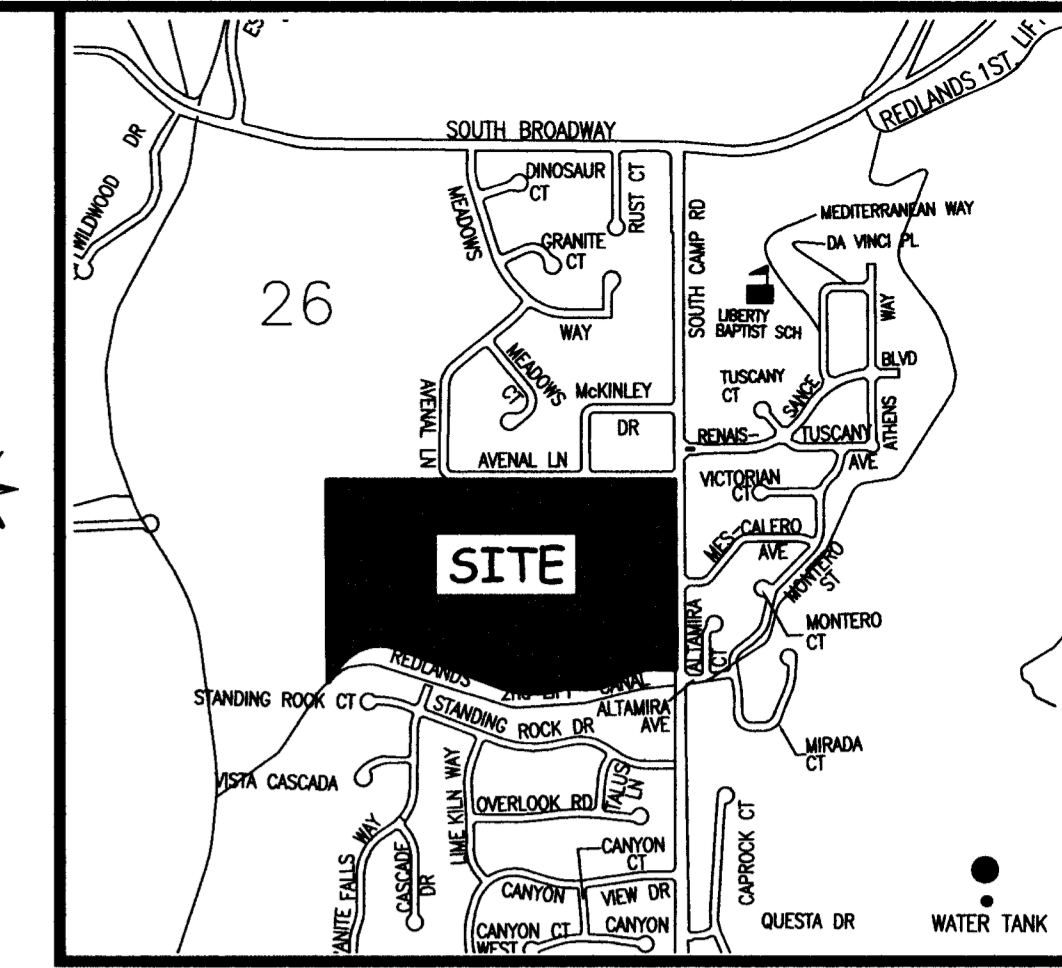 REDLANDS 1ST. LIFT
SOUTH BROADWAY
WILDWOOD DR
DINOSAUR
CT
RUST CT
MEADOWS
GRANITE
CT
WAY
SOUTH CAMP RD
MEDITERRANEAN WAY
DA VINCI PL
26
LIBERTY
BAPTIST SCH
WAY
BLVD
MEADOWS
CT
McKINLEY
DR
TUSCANY
CT
SANCE
RENAIS-
TUSCANY
AVE
ATHENS
AVENAL LN
AVENAL LN
VICTORIAN
CT
MES-CALERO
AVE
MONTERO
ST
SITE
ALTAMIRA
CT
MONTERO
CT
REDLANDS
2ND LIFT CANAL
STANDING ROCK CT
STANDING ROCK DR
ALTAMIRA
AVE
MIRADA
CT
VISTA CASCADA
LIME KILN WAY
OVERLOOK RD
TALUS
LN
CAPROCK CT
CANYON
CT
CASCADE
DR
ANITE FALLS WAY
CANYON VIEW DR
CANYON CT
WEST
CANYON
QUESTA DR
WATER TANK